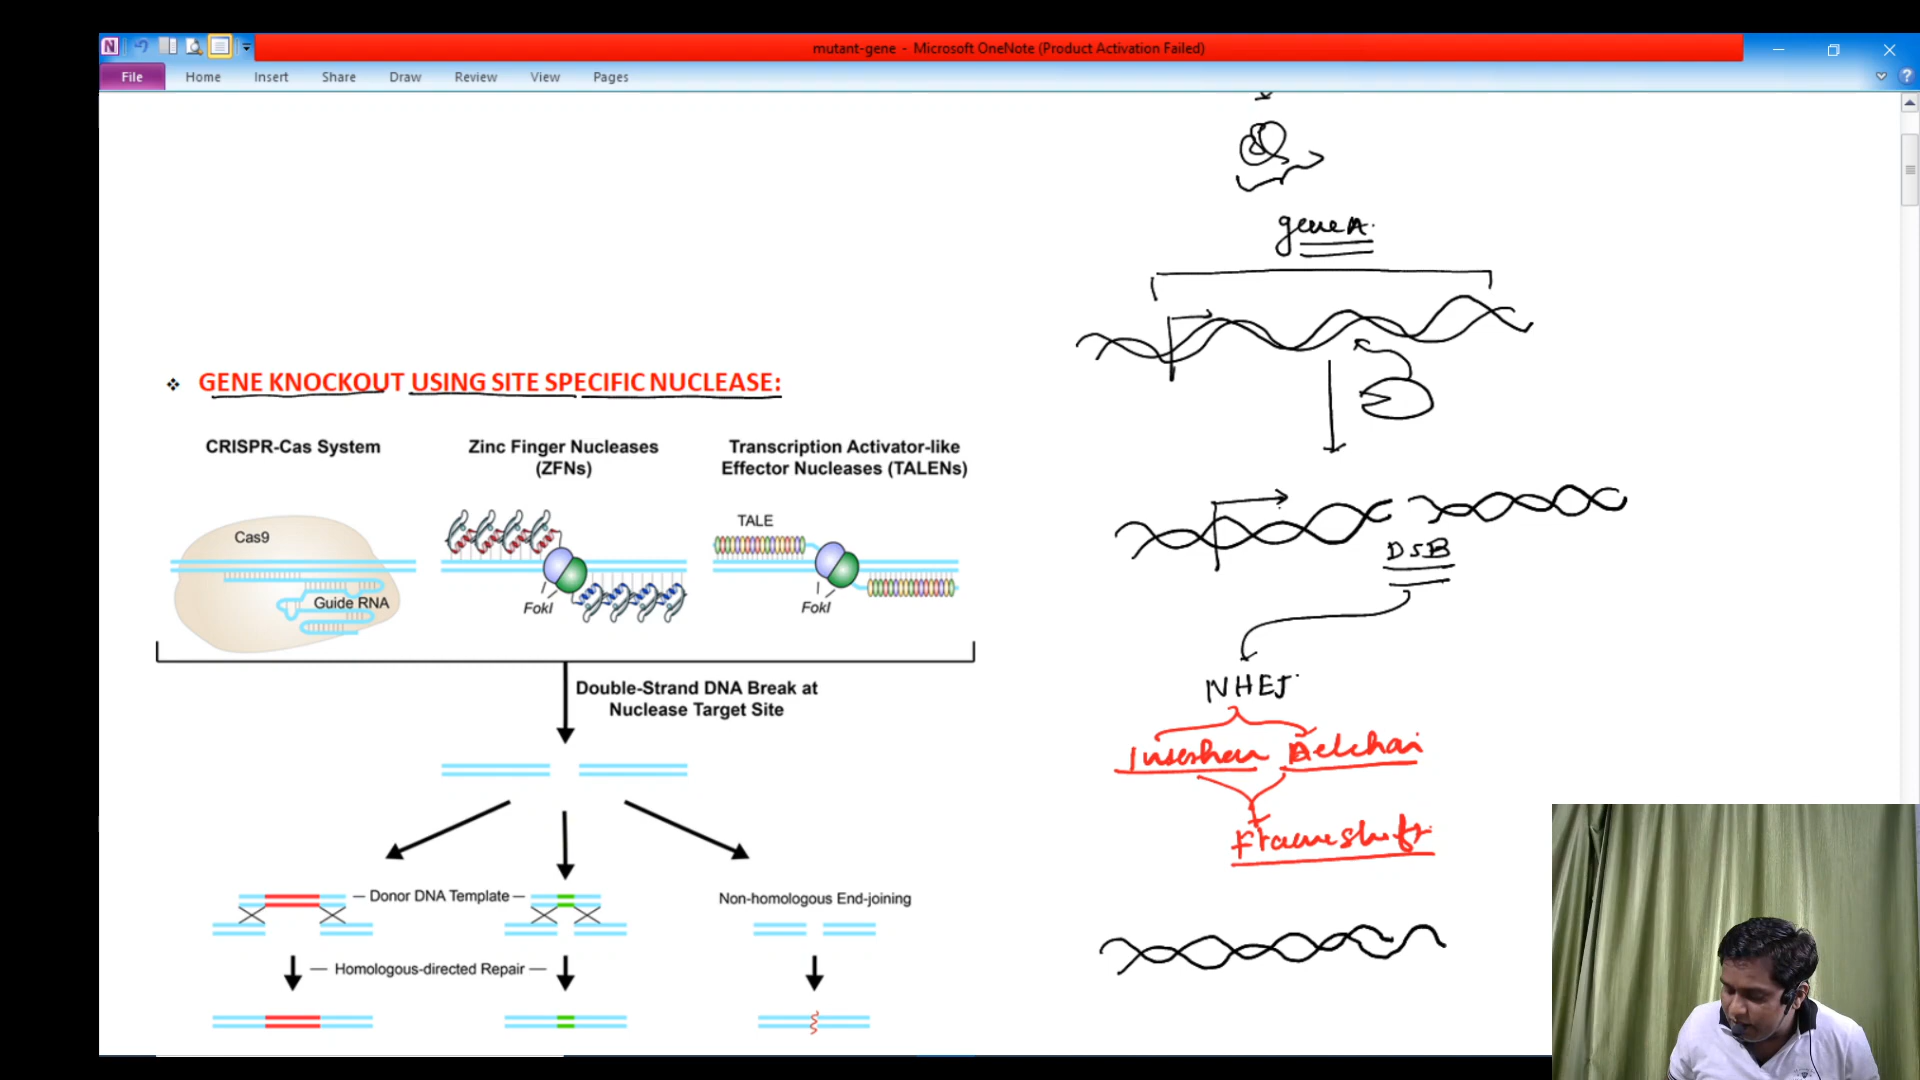 mutant-gene - Microsoft OneNote (Product Activation Failed)
File Home Insert Share Draw Review View Pages
gene A.
❖ GENE KNOCKOUT USING SITE SPECIFIC NUCLEASE:
CRISPR-Cas System
Zinc Finger Nucleases
(ZFNs)
Transcription Activator-like
Effector Nucleases (TALENs)
Cas9
Guide RNA
FokI
TALE
FokI
DSB
Double-Strand DNA Break at
Nuclease Target Site
NHEJ
Insertion Deletion
Frameshift
Donor DNA Template
Non-homologous End-joining
Homologous-directed Repair